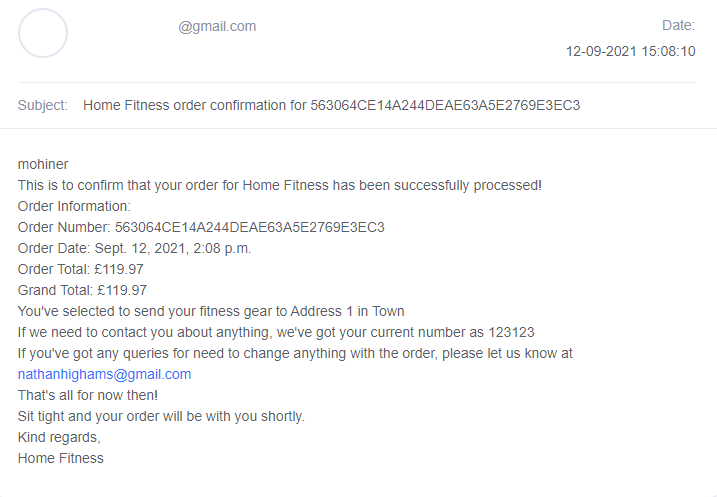 @gmail.com
Date:
12-09-2021 15:08:10
Subject: Home Fitness order confirmation for 563064CE14A244DEAE63A5E2769E3EC3
mohiner
This is to confirm that your order for Home Fitness has been successfully processed!
Order Information:
Order Number: 563064CE14A244DEAE63A5E2769E3EC3
Order Date: Sept. 12, 2021, 2:08 p.m.
Order Total: £119.97
Grand Total: £119.97
You've selected to send your fitness gear to Address 1 in Town
If we need to contact you about anything, we've got your current number as 123123
If you've got any queries for need to change anything with the order, please let us know at
nathanhighams@gmail.com
That's all for now then!
Sit tight and your order will be with you shortly.
Kind regards,
Home Fitness